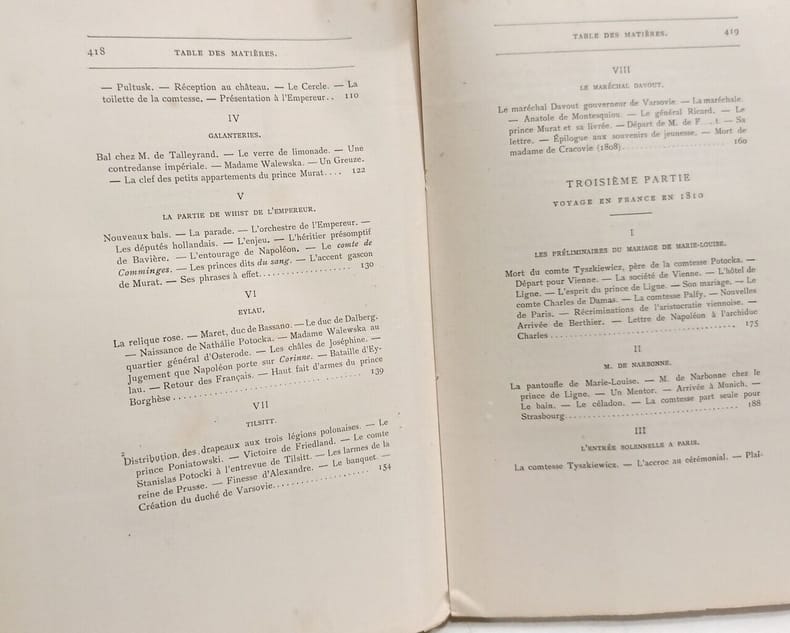 418 TABLE DES MATIÈRES.
— Pultusk. — Réception au château. — Le Cercle. — La
toilette de la comtesse. — Présentation à l'Empereur.. 110
IV
GALANTERIES.
Bal chez M. de Talleyrand. — Le verre de limonade. — Une
contredanse impériale. — Madame Walewska. — Un Greuze.
— La clef des petits appartements du prince Murat.... 122
V
LA PARTIE DE WHIST DE L'EMPEREUR.
Nouveaux bals. — La parade. — L'orchestre de l'Empereur. —
Les députés hollandais. — L'enjeu. — L'héritier présomptif
de Bavière. — L'entourage de Napoléon. — Le comte de
Comminges. — Les princes dits du sang. — L'accent gascon
de Murat. — Ses phrases à effet................... 130
VI
EYLAU.
La relique rose. — Maret, duc de Bassano. — Le duc de Dalberg.
— Naissance de Nathalie Potocka. — Madame Walewska au
quartier général d'Osterode. — Les châles de Joséphine. —
Jugement que Napoléon porte sur Corinne. — Bataille d'Ey-
lau. — Retour des Français. — Haut fait d'armes du prince
Borghèse ................................ 139
VII
TILSITT.
Distribution des drapeaux aux trois légions polonaises. — Le
prince Poniatowski. — Victoire de Friedland. — Le comte
Stanislas Potocki à l'entrevue de Tilsitt. — Les larmes de la
reine de Prusse. — Finesse d'Alexandre. — Le banquet. —
Création du duché de Varsovie..................... 154
TABLE DES MATIÈRES. 419
VIII
LE MARÉCHAL DAVOUT.
Le maréchal Davout gouverneur de Varsovie. — La maréchale.
— Anatole de Montesquiou. — Le général Ricard. — Le
prince Murat et sa livrée. — Départ de M. de F...t. — Sa
lettre. — Épilogue aux souvenirs de jeunesse. — Mort de
madame de Cracovie (1808)........................ 160
TROISIÈME PARTIE
VOYAGE EN FRANCE EN 1810
I
LES PRÉLIMINAIRES DU MARIAGE DE MARIE-LOUISE.
Mort du comte Tyszkiewicz, père de la comtesse Potocka. —
Départ pour Vienne. — La société de Vienne. — L'hôtel de
Ligne. — L'esprit du prince de Ligne. — Son mariage. — Le
comte Charles de Damas. — La comtesse Palfy. — Nouvelles
de Paris. — Récriminations de l'aristocratie viennoise. —
Arrivée de Berthier. — Lettre de Napoléon à l'archiduc
Charles ................................ 175
II
M. DE NARBONNE.
La pantoufle de Marie-Louise. — M. de Narbonne chez le
prince de Ligne. — Un Mentor. — Arrivée à Munich. —
Le bain. — Le céladon. — La comtesse part seule pour
Strasbourg................................ 188
III
L'ENTRÉE SOLENNELLE A PARIS.
La comtesse Tyszkiewicz. — L'accroc au cérémonial. — Plai-